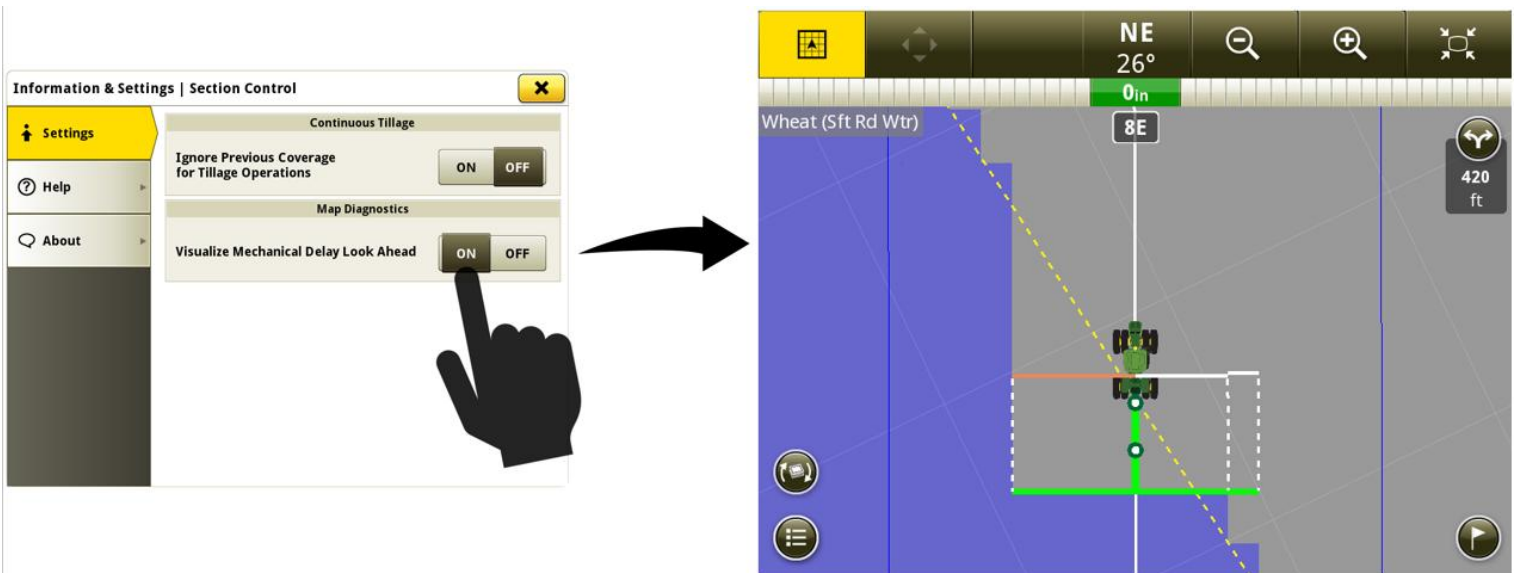 Information & Settings | Section Control
Settings
Continuous Tillage
Ignore Previous Coverage
for Tillage Operations
ON OFF
Help
Map Diagnostics
About
Visualize Mechanical Delay Look Ahead
ON OFF
NE
26°
0in
Wheat (Sft Rd Wtr)
8E
420
ft